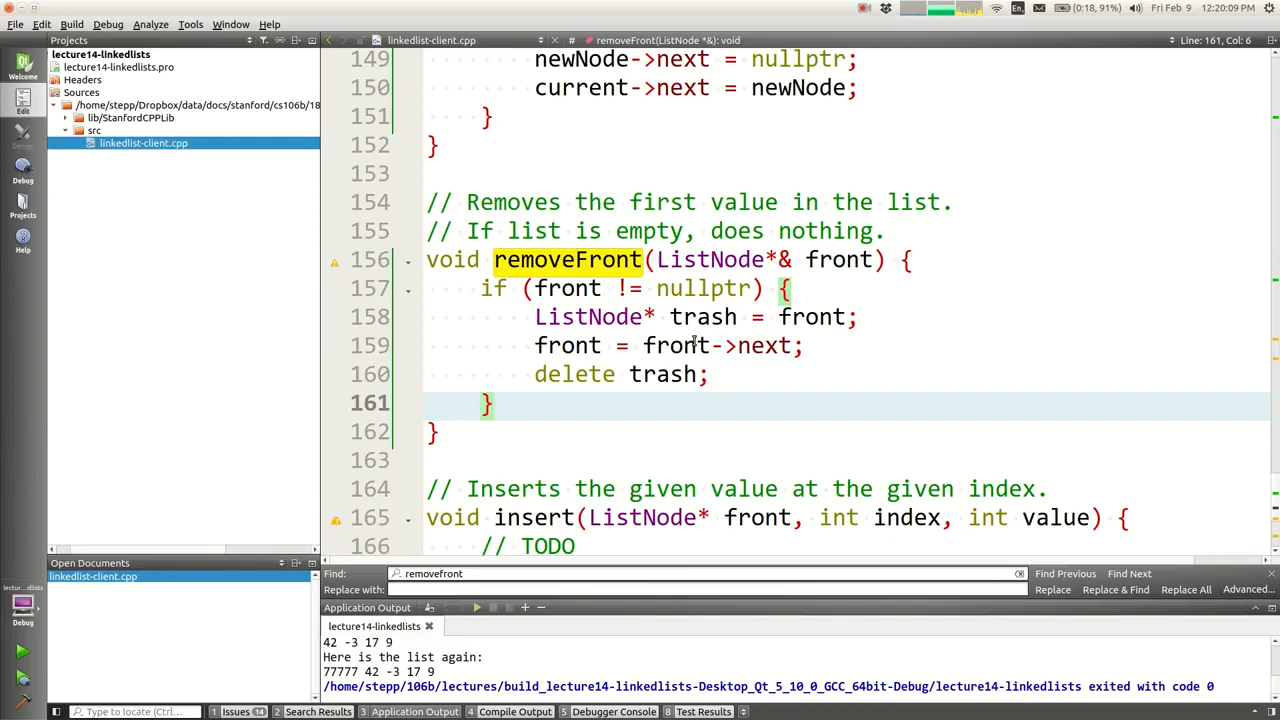 (0:18, 91%) Fri Feb 9 12:20:09 PM
File Edit Build Debug Analyze Tools Window Help
Projects linkedlist-client.cpp # removeFront(ListNode *&): void Line: 161, Col: 6
lecture14-linkedlists
lecture14-linkedlists.pro
Headers
Sources
/home/stepp/Dropbox/data/docs/stanford/cs106b/18
lib/StanfordCPPLib
src
linkedlist-client.cpp
Welcome
Edit
Design
Debug
Projects
Help
149 newNode->next = nullptr;
150 current->next = newNode;
151 }
152 }
153
154 // Removes the first value in the list.
155 // If list is empty, does nothing.
156 void removeFront(ListNode*& front) {
157 if (front != nullptr) {
158 ListNode* trash = front;
159 front = front->next;
160 delete trash;
161 }
162 }
163
164 // Inserts the given value at the given index.
165 void insert(ListNode* front, int index, int value) {
166 // TODO
Open Documents
linkedlist-client.cpp
lectur...dlists
Debug
Find: removefront Find Previous Find Next
Replace with: Replace Replace & Find Replace All Advanced...
Application Output
lecture14-linkedlists
42 -3 17 9
Here is the list again:
77777 42 -3 17 9
/home/stepp/106b/lectures/build_lecture14-linkedlists-Desktop_Qt_5_10_0_GCC_64bit-Debug/lecture14-linkedlists exited with code 0
Type to locate (Ctrl+... 1 Issues 14 2 Search Results 3 Application Output 4 Compile Output 5 Debugger Console 8 Test Results